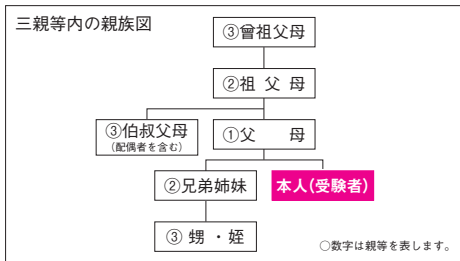 三親等内の親族図
③曾祖父母
②祖父母
③伯叔父母
(配偶者を含む)
①父母
②兄弟姉妹
本人(受験者)
③甥・姪
○数字は親等を表します。